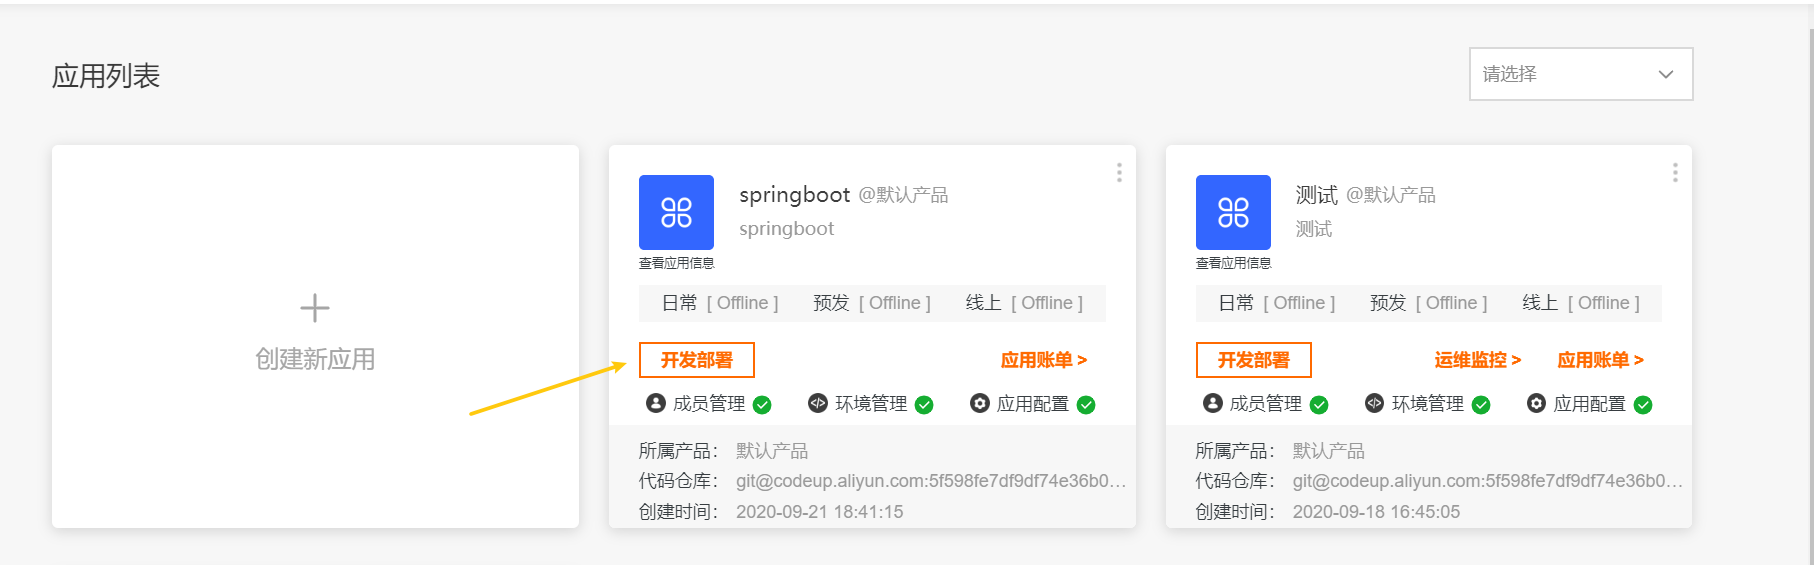 应用列表
请选择
创建新应用
springboot @默认产品
springboot
查看应用信息
日常 [ Offline ] 预发 [ Offline ] 线上 [ Offline ]
开发部署 应用账单 >
成员管理 环境管理 应用配置
所属产品： 默认产品
代码仓库： git@codeup.aliyun.com:5f598fe7df9df74e36b0...
创建时间： 2020-09-21 18:41:15
测试 @默认产品
测试
查看应用信息
日常 [ Offline ] 预发 [ Offline ] 线上 [ Offline ]
开发部署 运维监控 > 应用账单 >
成员管理 环境管理 应用配置
所属产品： 默认产品
代码仓库： git@codeup.aliyun.com:5f598fe7df9df74e36b0...
创建时间： 2020-09-18 16:45:05